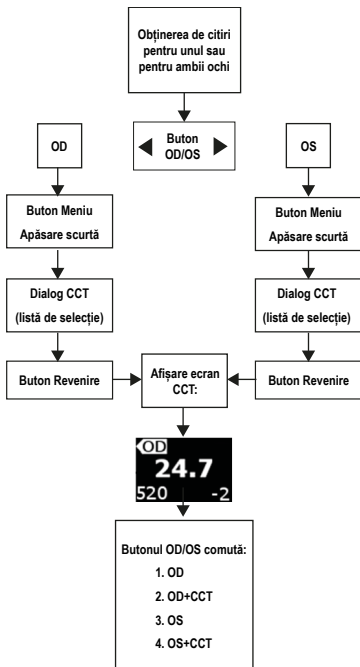 Obținerea de citiri
pentru unul sau
pentru ambii ochi
Buton
OD/OS
OD
OS
Buton Meniu
Apăsare scurtă
Buton Meniu
Apăsare scurtă
Dialog CCT
(listă de selecție)
Dialog CCT
(listă de selecție)
Buton Revenire
Afișare ecran
CCT:
Buton Revenire
OD
24.7
520 -2
Butonul OD/OS comută:
1. OD
2. OD+CCT
3. OS
4. OS+CCT